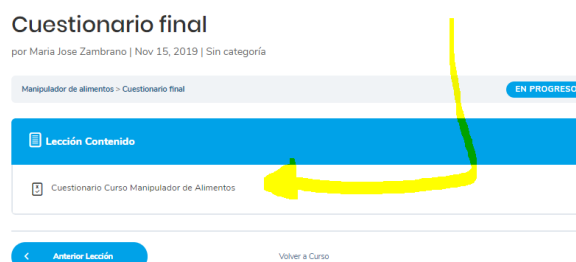 Cuestionario final
por Maria Jose Zambrano | Nov 15, 2019 | Sin categoría
Manipulador de alimentos > Cuestionario final
EN PROGRESO
Lección Contenido
Cuestionario Curso Manipulador de Alimentos
Anterior Lección
Volver a Curso